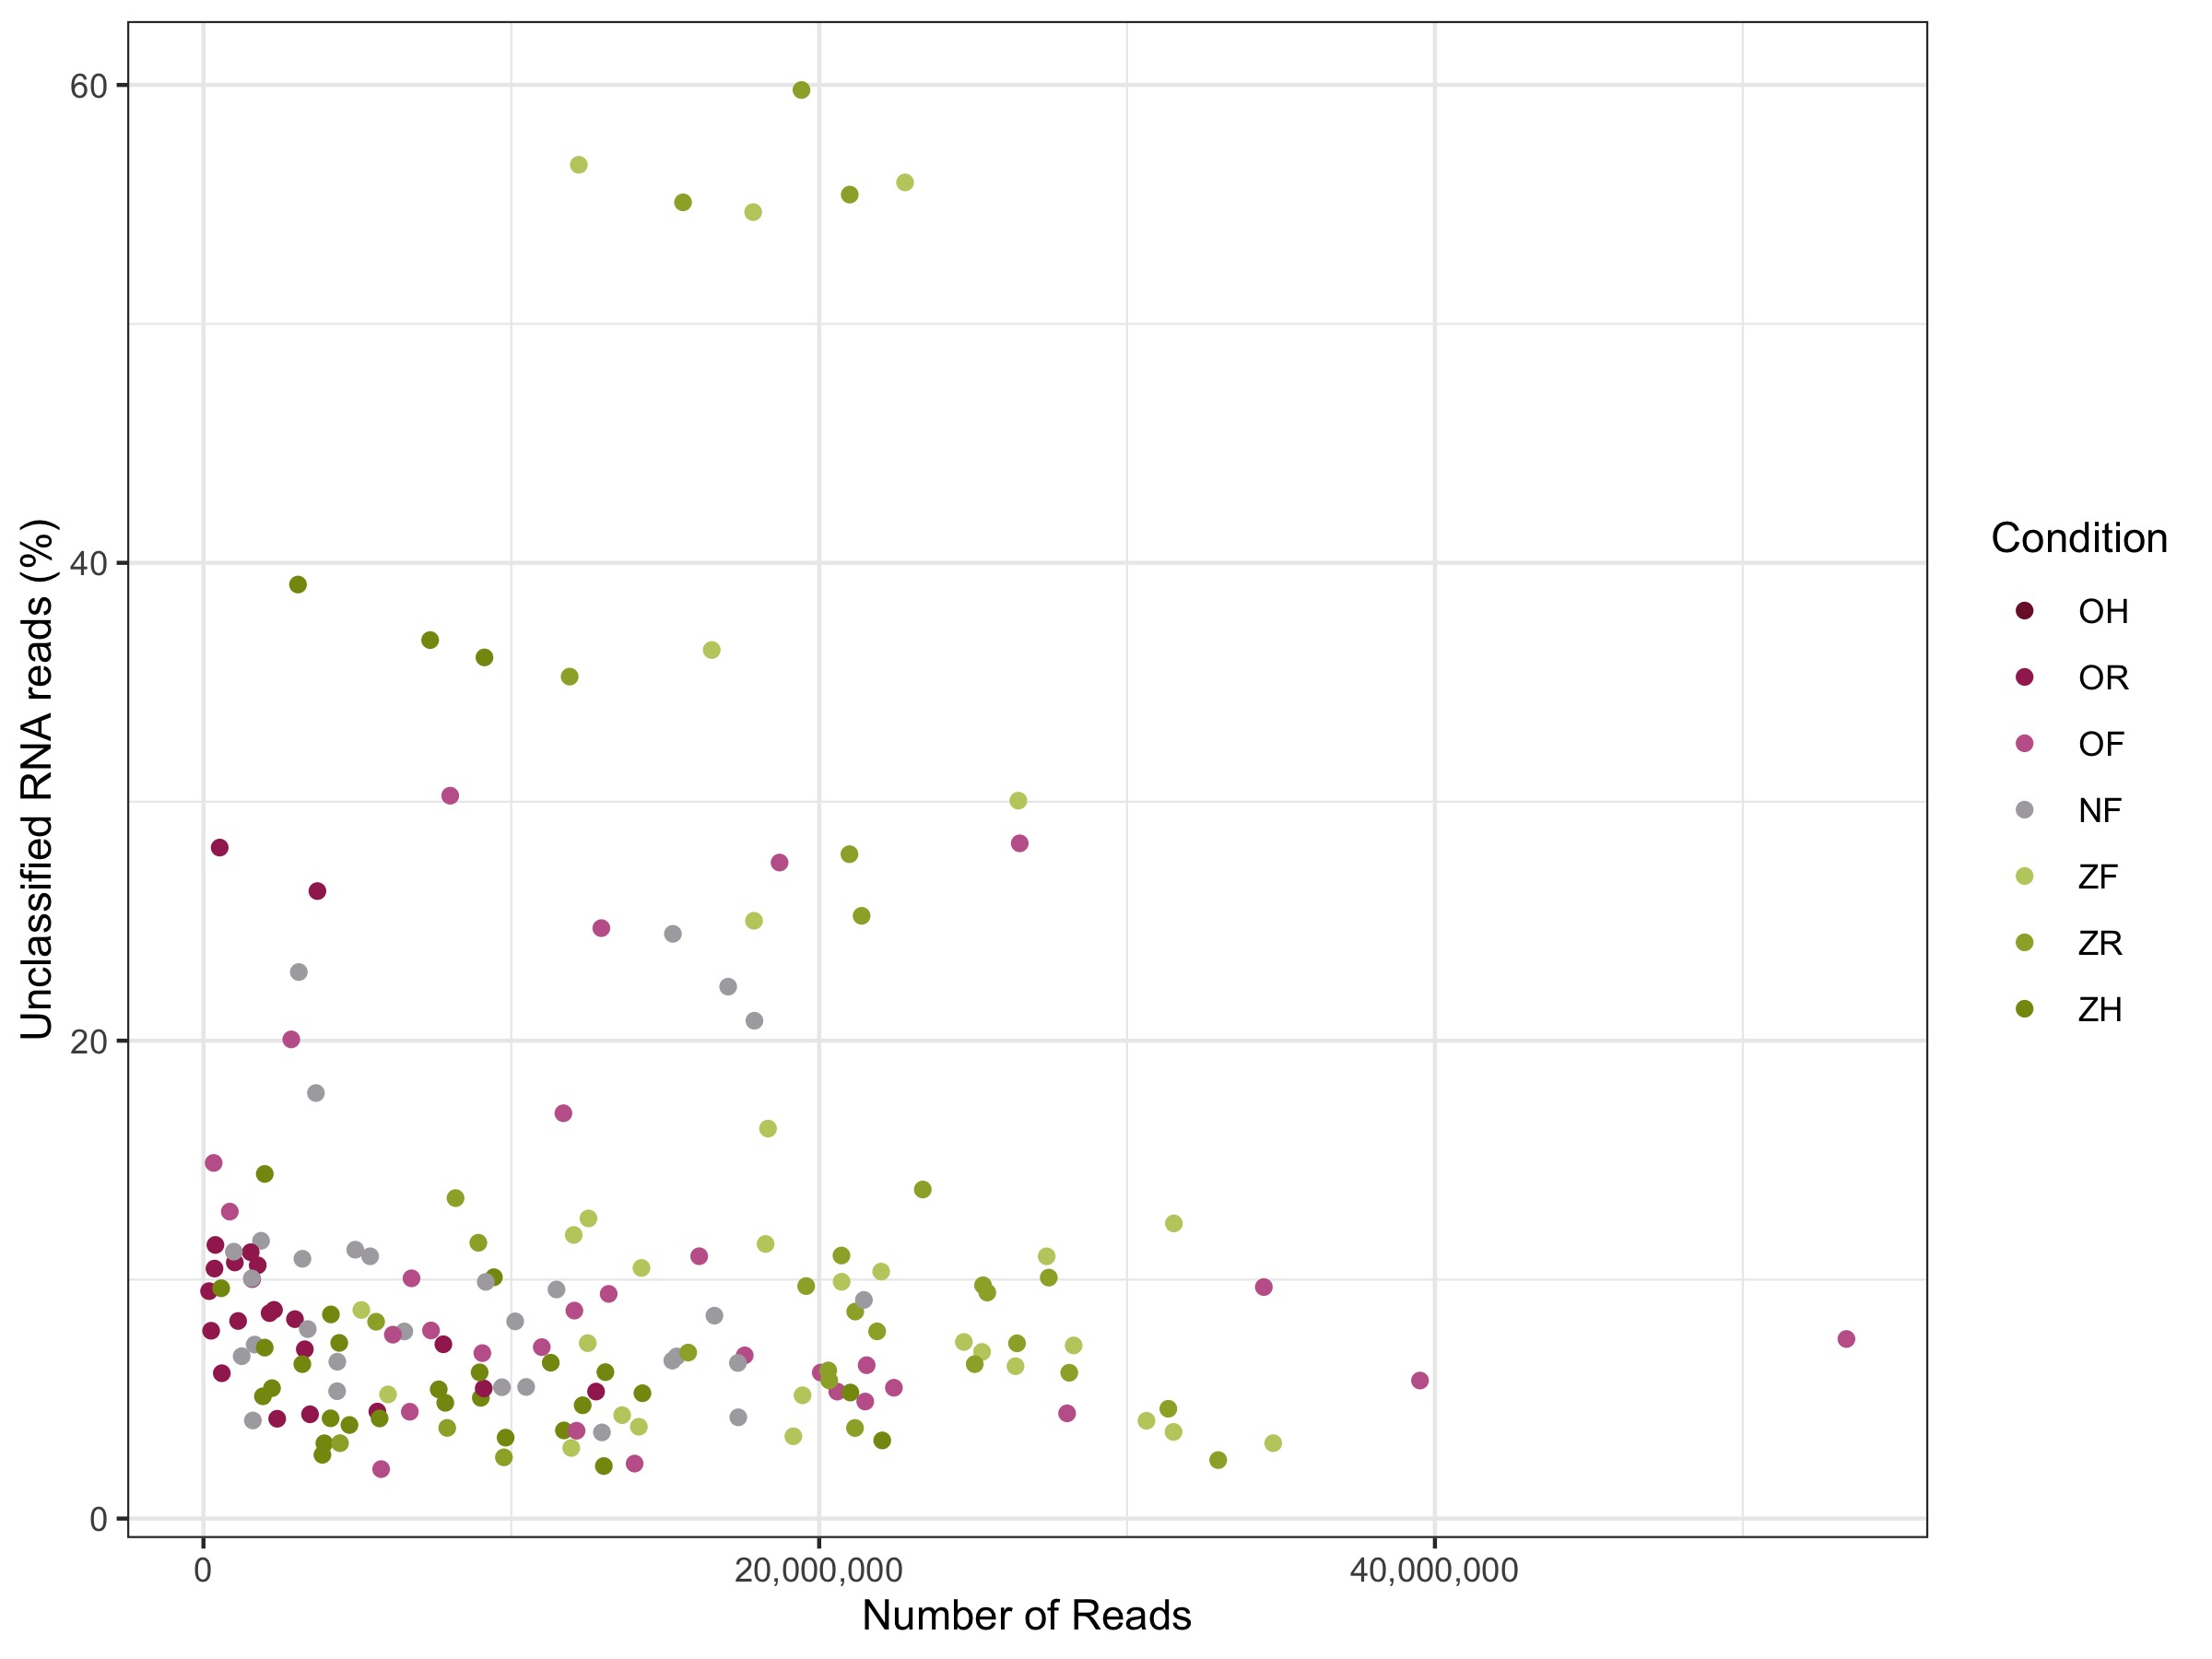 Unclassified RNA reads (%)
60
40
20
0
0
20,000,000
40,000,000
Number of Reads
Condition
OH
OR
OF
NF
ZF
ZR
ZH